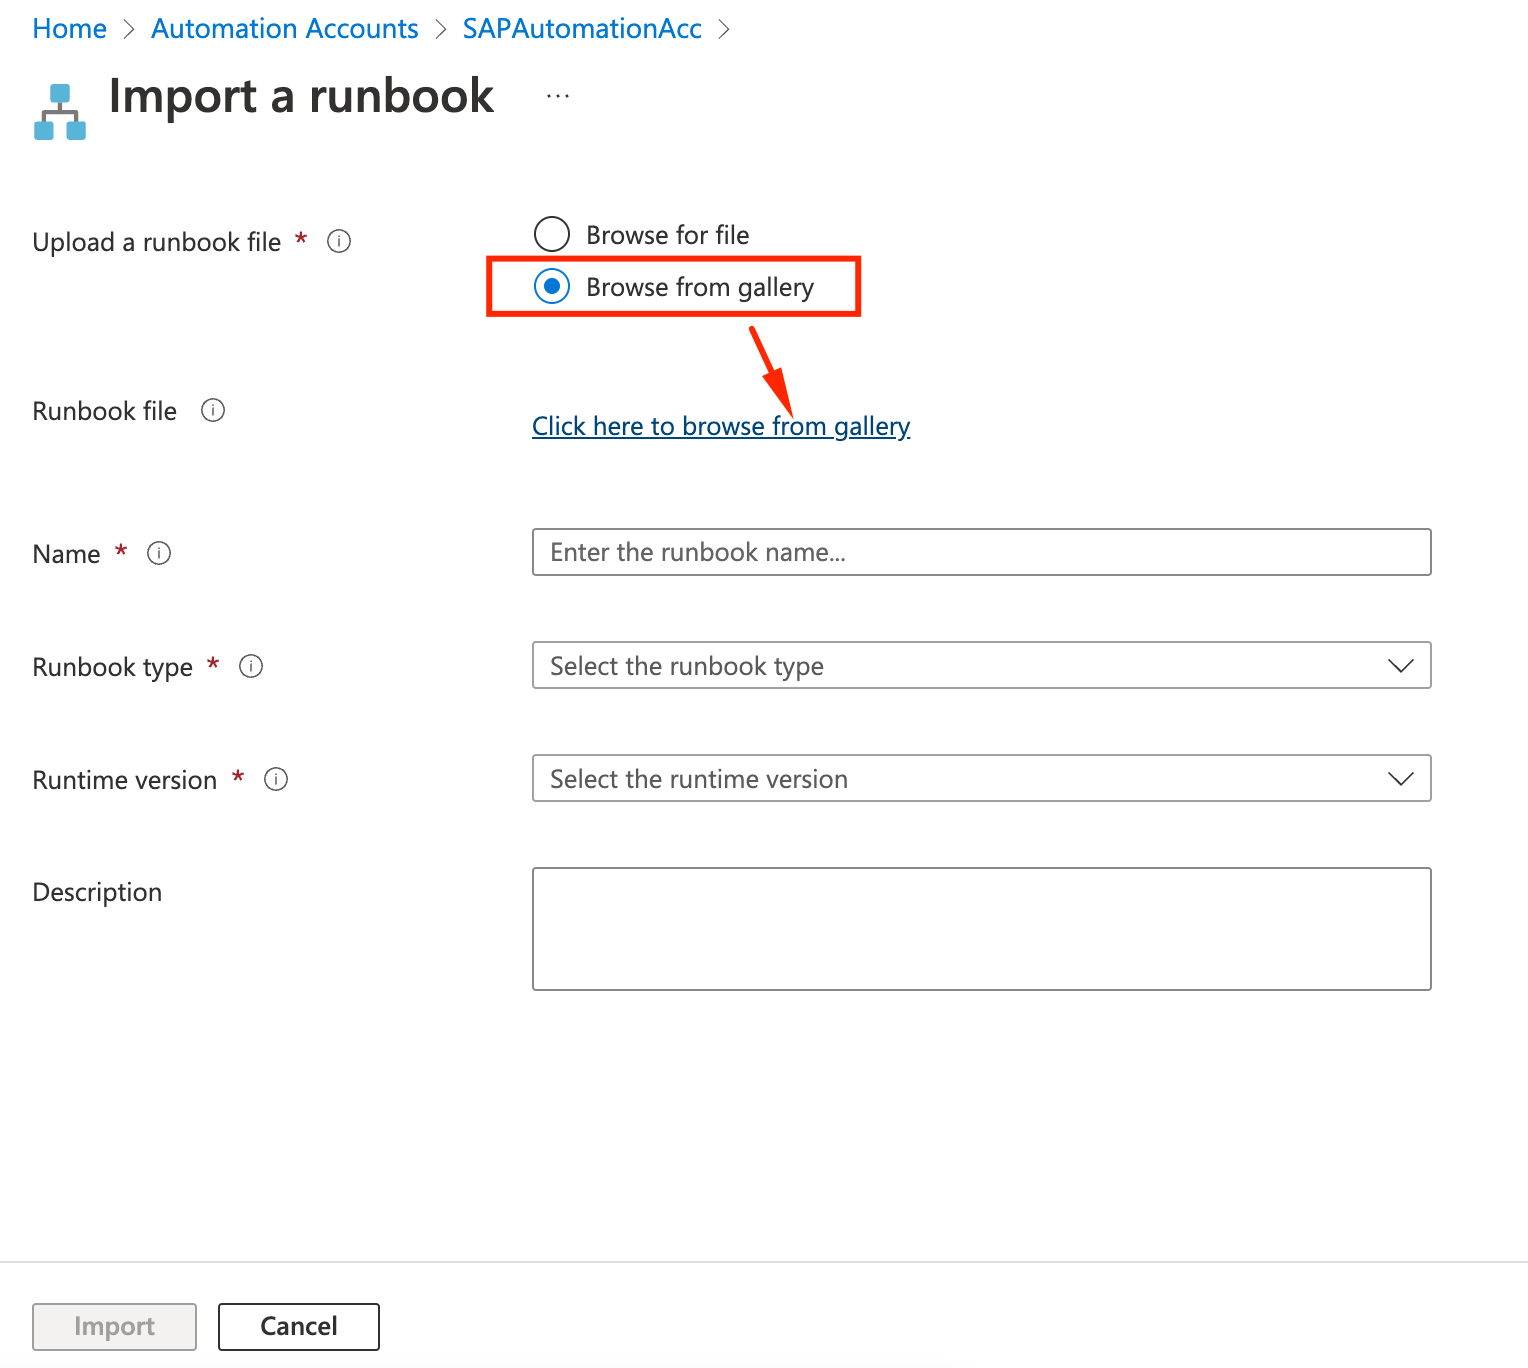 Home > Automation Accounts > SAPAutomationAcc >
Import a runbook ...
Upload a runbook file *
Browse for file
Browse from gallery
Runbook file
Click here to browse from gallery
Name *
Enter the runbook name...
Runbook type *
Select the runbook type
Runtime version *
Select the runtime version
Description
Import
Cancel